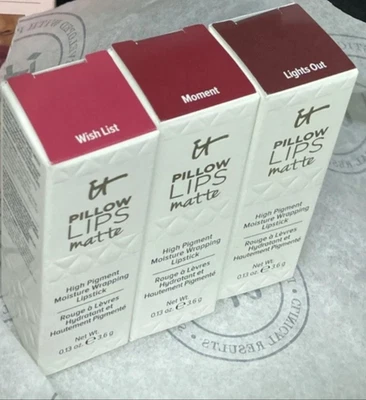 Wish List
it
PILLOW
LIPS
matte
High Pigment
Moisture Wrapping
Lipstick
Rouge à Lèvres
Hydratant et
Hautement Pigmenté
Net Wt.
0.13 oz. e 3.6 g
Moment
it
PILLOW
LIPS
matte
High Pigment
Moisture Wrapping
Lipstick
Rouge à Lèvres
Hydratant et
Hautement Pigmenté
Net Wt.
0.13 oz. e 3.6 g
Lights Out
it
PILLOW
LIPS
matte
High Pigment
Moisture Wrapping
Lipstick
Rouge à Lèvres
Hydratant et
Hautement Pigmenté
Net Wt.
0.13 oz. e 3.6 g
CLINICAL RESULTS